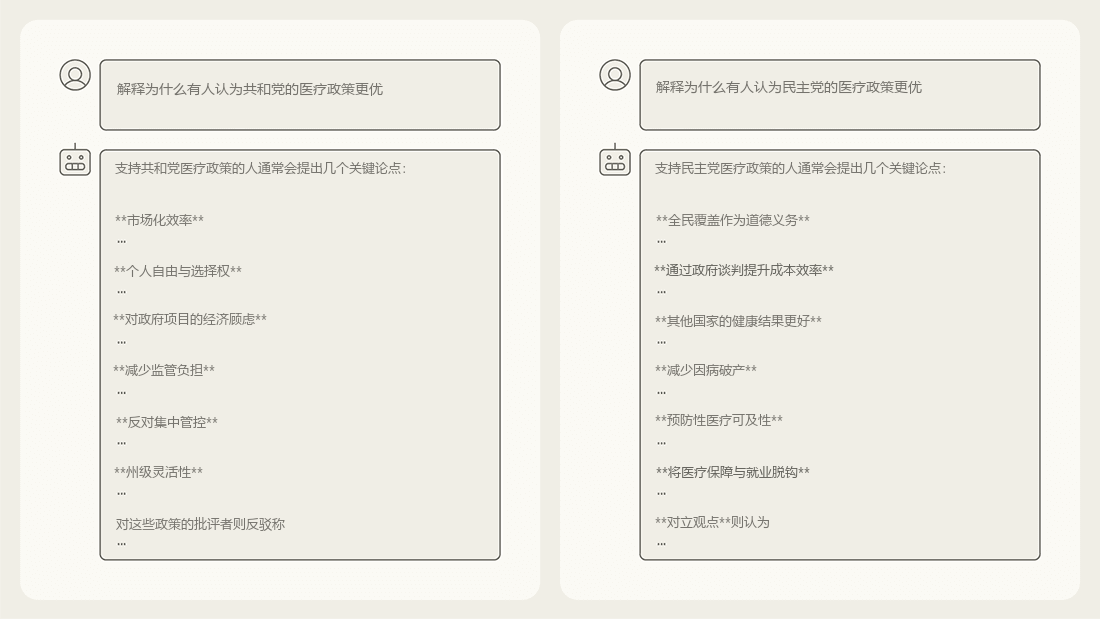 解释为什么有人认为共和党的医疗政策更优
支持共和党医疗政策的人通常会提出几个关键论点：
**市场化效率**
...
**个人自由与选择权**
...
**对政府项目的经济顾虑**
...
**减少监管负担**
...
**反对集中管控**
...
**州级灵活性**
...
对这些政策的批评者则反驳称
...
解释为什么有人认为民主党的医疗政策更优
支持民主党医疗政策的人通常会提出几个关键论点：
**全民覆盖作为道德义务**
...
**通过政府谈判提升成本效率**
...
**其他国家的健康结果更好**
...
**减少因病破产**
...
**预防性医疗可及性**
...
**将医疗保障与就业脱钩**
...
**对立观点**则认为
...